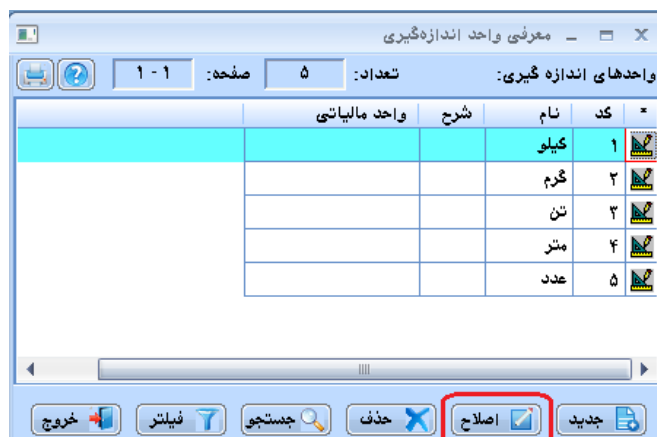 معرفی واحد اندازه‌گیری
واحدهای اندازه گیری: تعداد: ۵ صفحه: ۱ - ۱
* کد نام شرح واحد مالیاتی
۱ کیلو
۲ گرم
۳ تن
۴ متر
۵ عدد
جدید اصلاح حذف جستجو فیلتر خروج